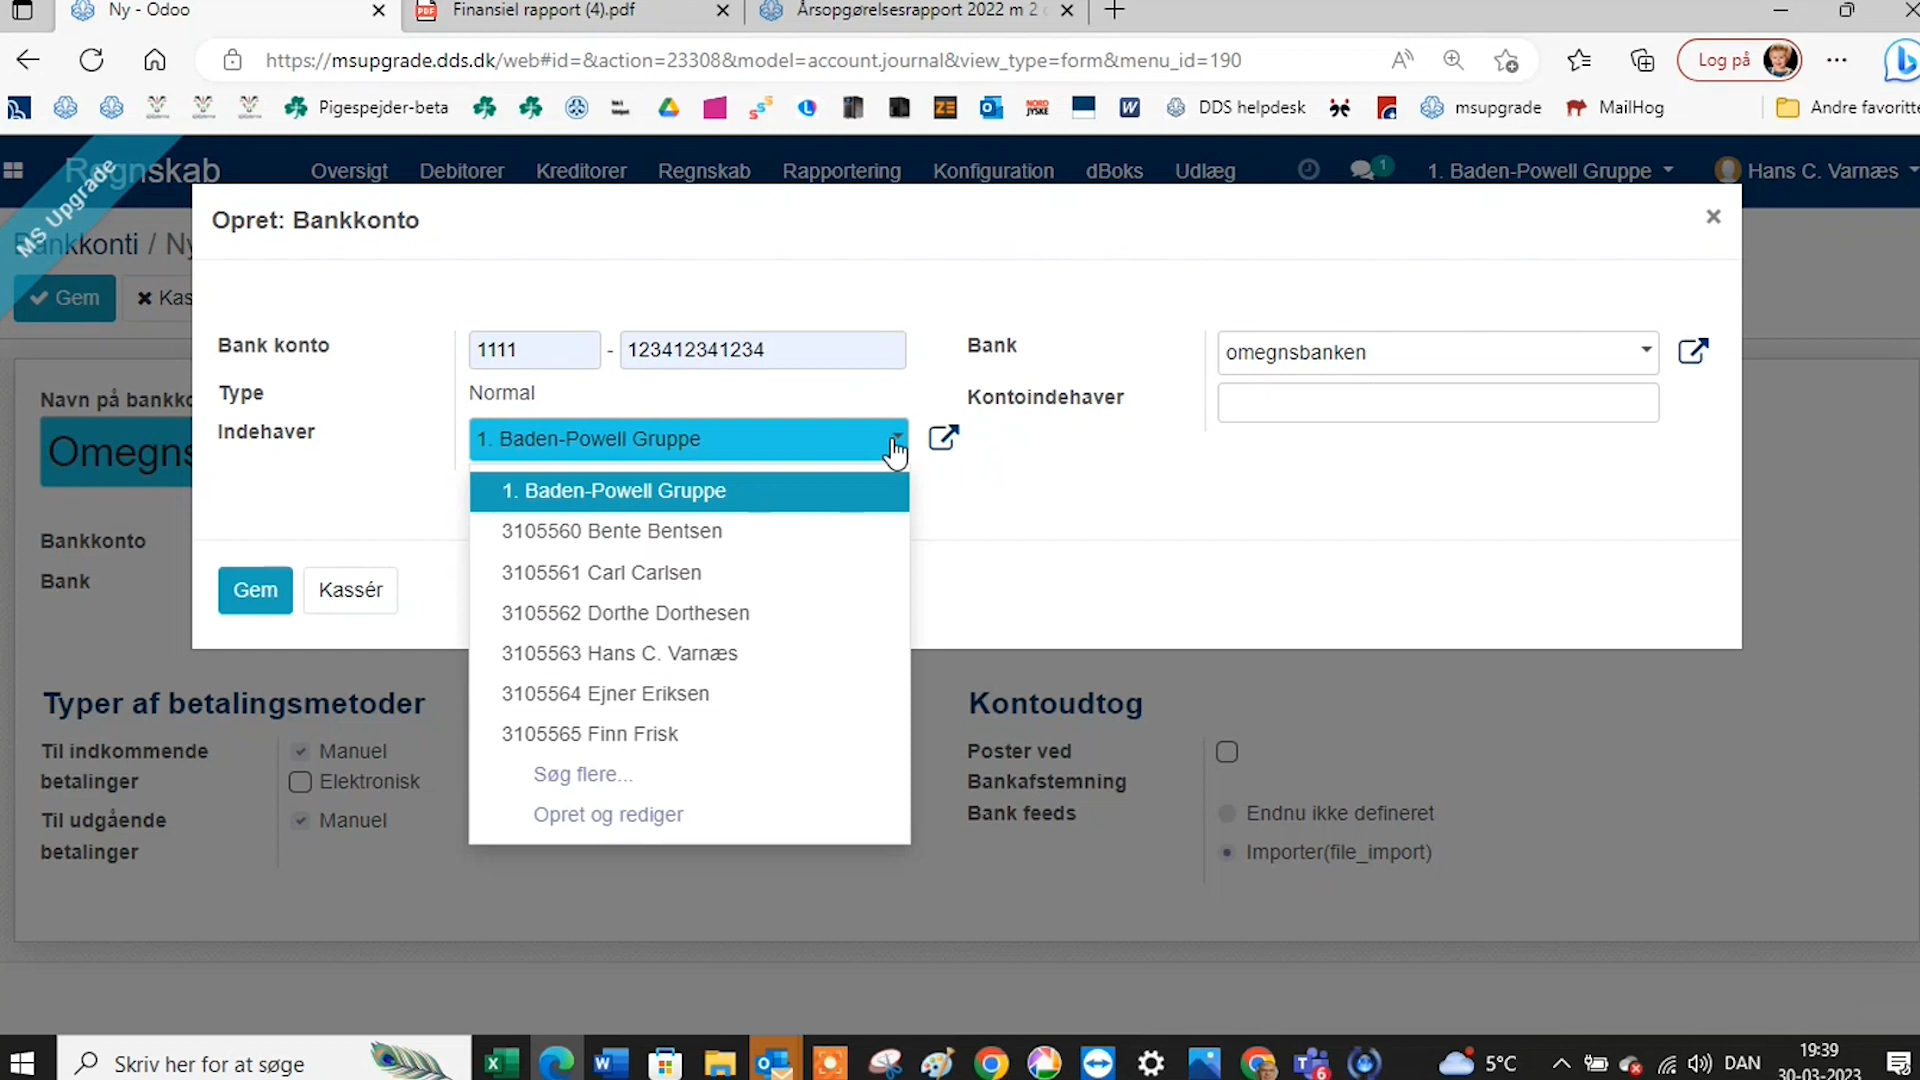 Ny - Odoo
Finansiel rapport (4).pdf
Årsopgørelsesrapport 2022 m 2
https://msupgrade.dds.dk/web#id=&action=23308&model=account.journal&view_type=form&menu_id=190
Log på
Pigespejder-beta
DDS helpdesk
msupgrade
MailHog
Andre favoritte
MS Upgrade
Regnskab
Oversigt
Debitorer
Kreditorer
Regnskab
Rapportering
Konfiguration
dBoks
Udlæg
1
1. Baden-Powell Gruppe
Hans C. Varnæs
Bankkonti / Ny
Opret: Bankkonto
Gem
Kas
Bank konto
1111 - 123412341234
Bank
omegnsbanken
Type
Normal
Kontoindehaver
Indehaver
1. Baden-Powell Gruppe
Navn på bankko
Omegns
1. Baden-Powell Gruppe
3105560 Bente Bentsen
3105561 Carl Carlsen
3105562 Dorthe Dorthesen
3105563 Hans C. Varnæs
3105564 Ejner Eriksen
3105565 Finn Frisk
Søg flere...
Opret og rediger
Bankkonto
Bank
Gem
Kassér
Typer af betalingsmetoder
Til indkommende
betalinger
Manuel
Elektronisk
Til udgående
betalinger
Manuel
Kontoudtog
Poster ved
Bankafstemning
Bank feeds
Endnu ikke defineret
Importer(file_import)
Skriv her for at søge
5°C
DAN
19:39
30-03-2023